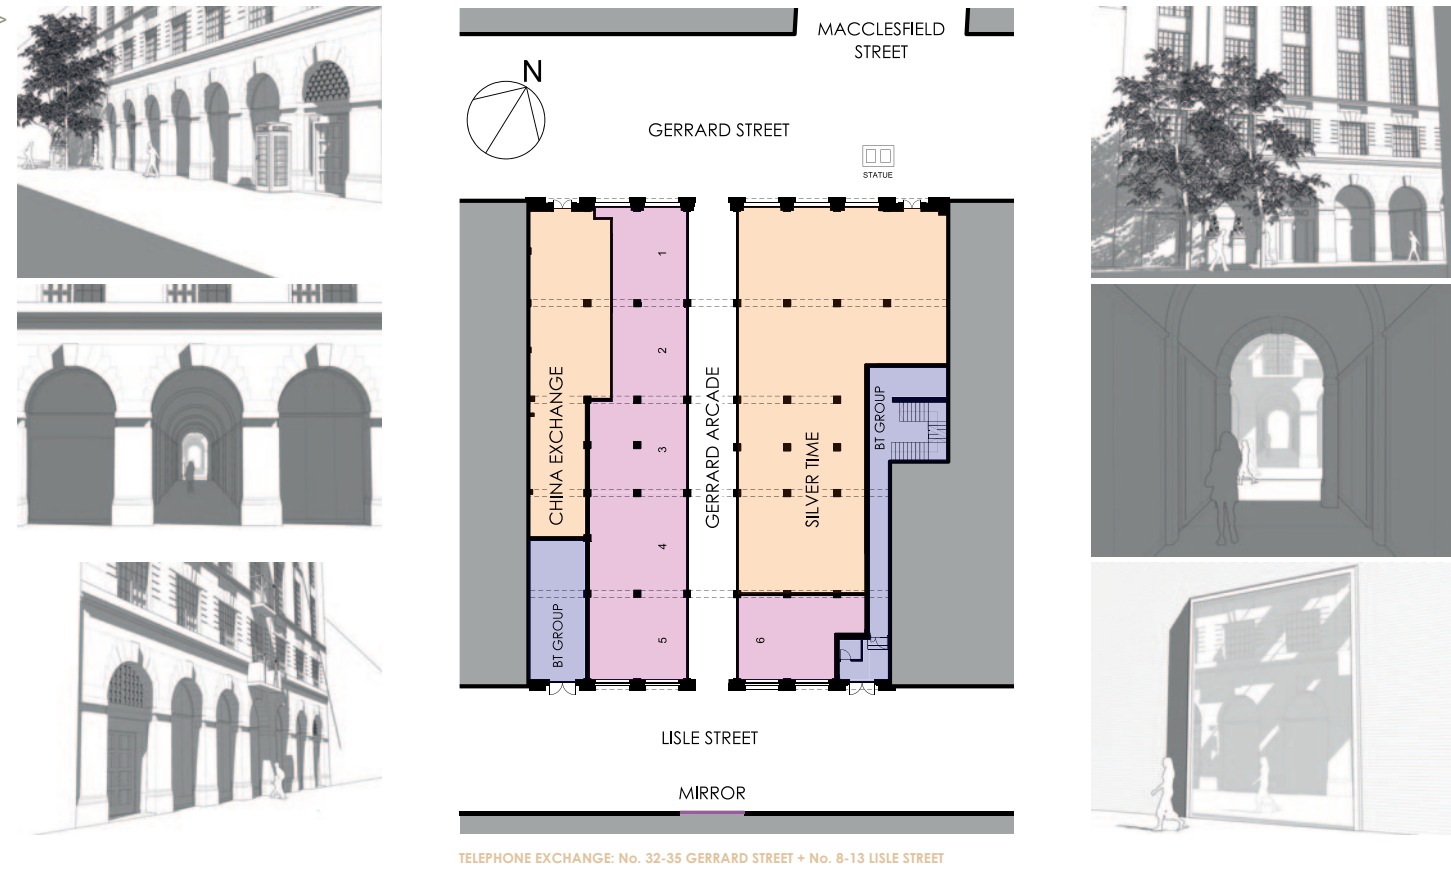 >
MACCLESFIELD
STREET
N
GERRARD STREET
STATUE
1
2
CHINA EXCHANGE
GERRARD ARCADE
BT GROUP
3
SILVER TIME
4
BT GROUP
5
6
LISLE STREET
MIRROR
TELEPHONE EXCHANGE: No. 32-35 GERRARD STREET + No. 8-13 LISLE STREET